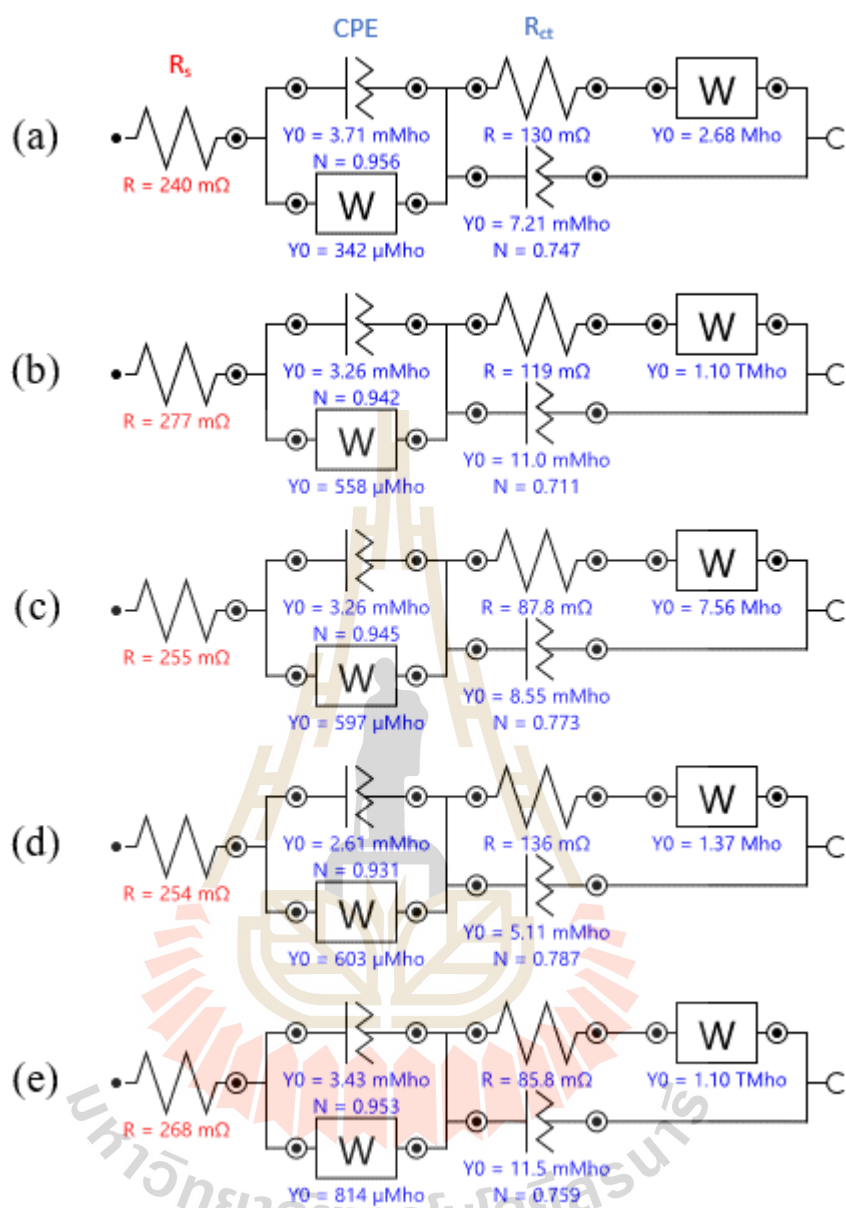 CPE
R_ct
R_s
(a)
Y0 = 3.71 mMho
N = 0.956
R = 130 mΩ
W
Y0 = 2.68 Mho
R = 240 mΩ
W
Y0 = 342 μMho
Y0 = 7.21 mMho
N = 0.747
(b)
Y0 = 3.26 mMho
N = 0.942
R = 119 mΩ
W
Y0 = 1.10 TMho
R = 277 mΩ
W
Y0 = 558 μMho
Y0 = 11.0 mMho
N = 0.711
(c)
Y0 = 3.26 mMho
N = 0.945
R = 87.8 mΩ
W
Y0 = 7.56 Mho
R = 255 mΩ
W
Y0 = 597 μMho
Y0 = 8.55 mMho
N = 0.773
(d)
Y0 = 2.61 mMho
N = 0.931
R = 136 mΩ
W
Y0 = 1.37 Mho
R = 254 mΩ
W
Y0 = 603 μMho
Y0 = 5.11 mMho
N = 0.787
(e)
Y0 = 3.43 mMho
N = 0.953
R = 85.8 mΩ
W
Y0 = 1.10 TMho
R = 268 mΩ
W
Y0 = 814 μMho
Y0 = 11.5 mMho
N = 0.759